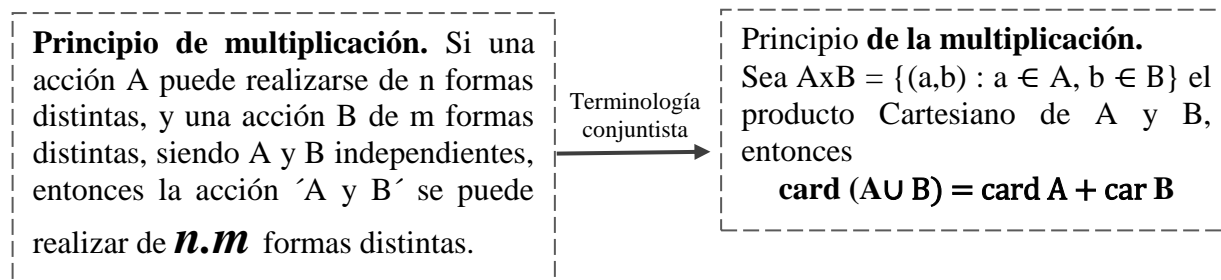 Principio de multiplicación. Si una
acción A puede realizarse de n formas
distintas, y una acción B de m formas
distintas, siendo A y B independientes,
entonces la acción ´A y B´ se puede
realizar de n.m formas distintas.
Terminología
conjuntista
Principio de la multiplicación.
Sea AxB = {(a,b) : a ∈ A, b ∈ B} el
producto Cartesiano de A y B,
entonces
card (A∪ B) = card A + car B